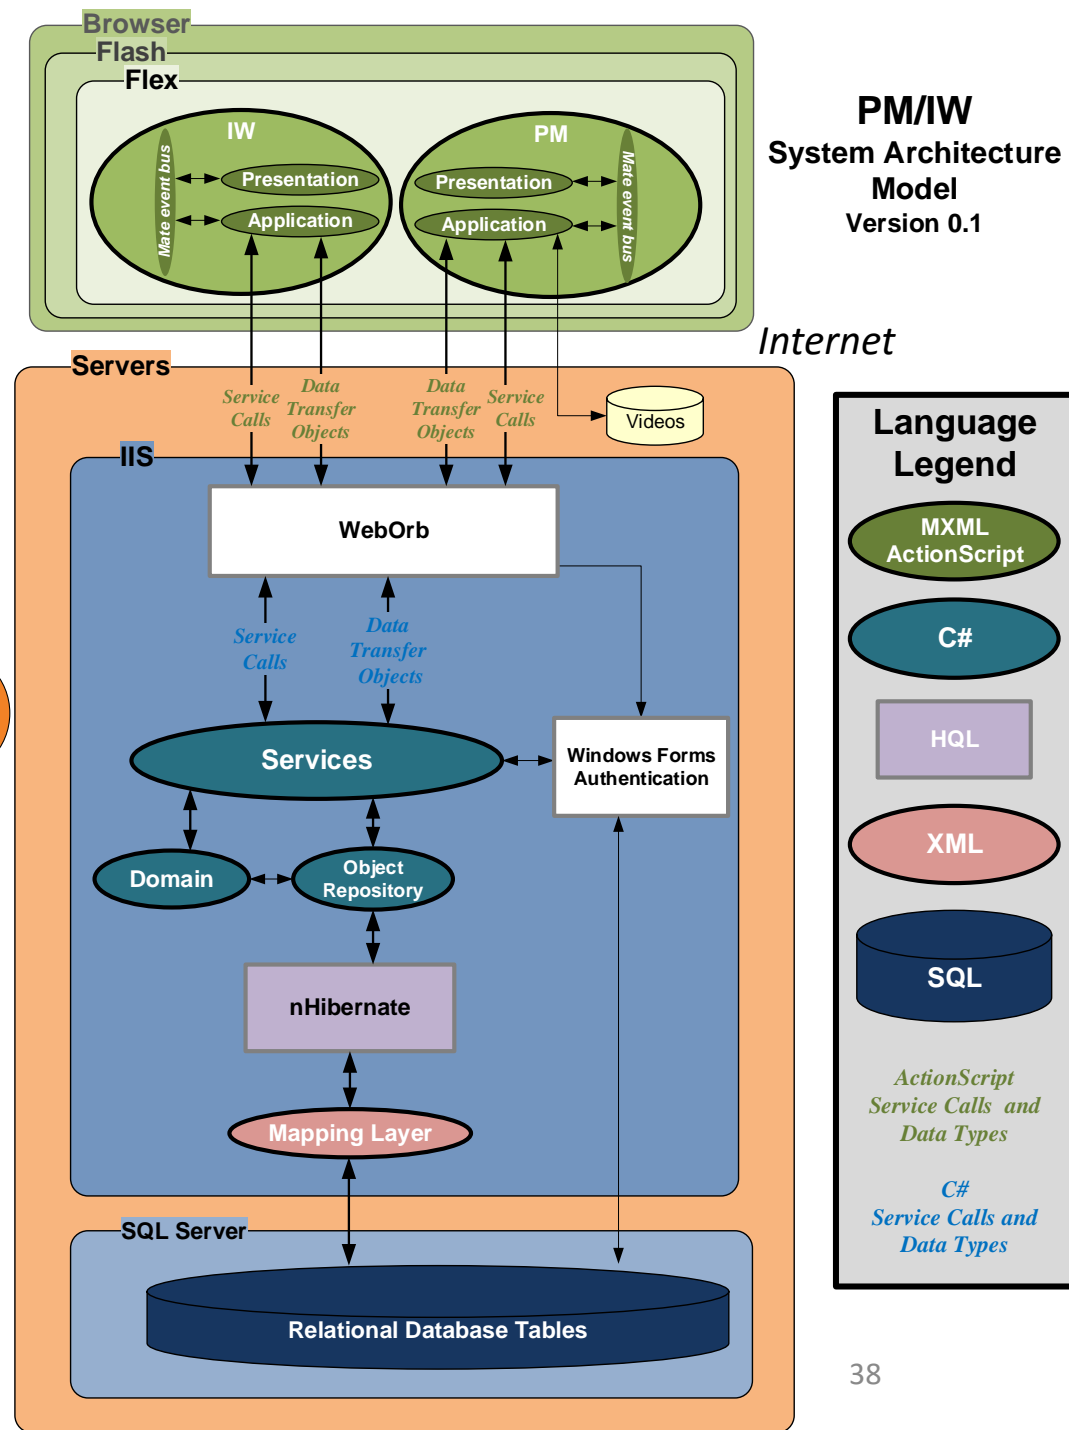 Browser
Flash
Flex
IW
Mate event bus
Presentation
Application
PM
Presentation
Application
Mate event bus
PM/IW
System Architecture
Model
Version 0.1
Internet
Servers
Service
Calls
Data
Transfer
Objects
Data
Transfer
Objects
Service
Calls
Videos
IIS
WebOrb
Service
Calls
Data
Transfer
Objects
Services
Windows Forms
Authentication
Domain
Object
Repository
nHibernate
Mapping Layer
SQL Server
Relational Database Tables
Language
Legend
MXML
ActionScript
C#
HQL
XML
SQL
ActionScript
Service Calls and
Data Types
C#
Service Calls and
Data Types
38